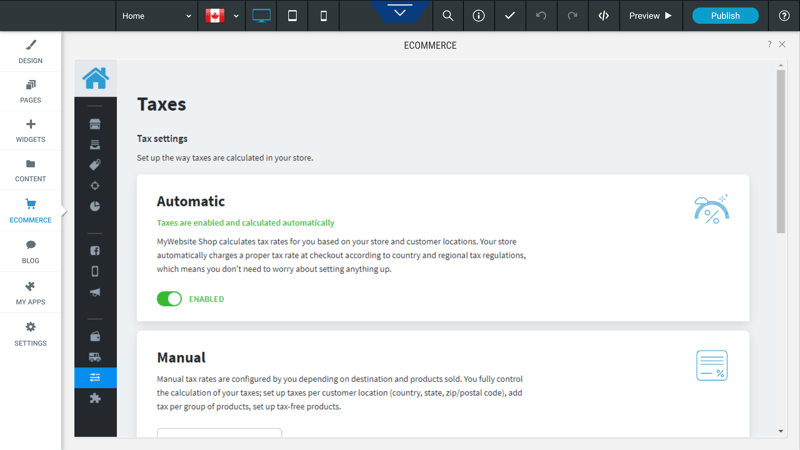 Home
Preview
Publish
?
DESIGN
PAGES
WIDGETS
CONTENT
ECOMMERCE
BLOG
MY APPS
SETTINGS
ECOMMERCE
?
Taxes
Tax settings
Set up the way taxes are calculated in your store.
Automatic
Taxes are enabled and calculated automatically
MyWebsite Shop calculates tax rates for you based on your store and customer locations. Your store
automatically charges a proper tax rate at checkout according to country and regional tax regulations,
which means you don't need to worry about setting anything up.
ENABLED
Manual
Manual tax rates are configured by you depending on destination and products sold. You fully control
the calculation of your taxes; set up taxes per customer location (country, state, zip/postal code), add
tax per group of products, set up tax-free products.